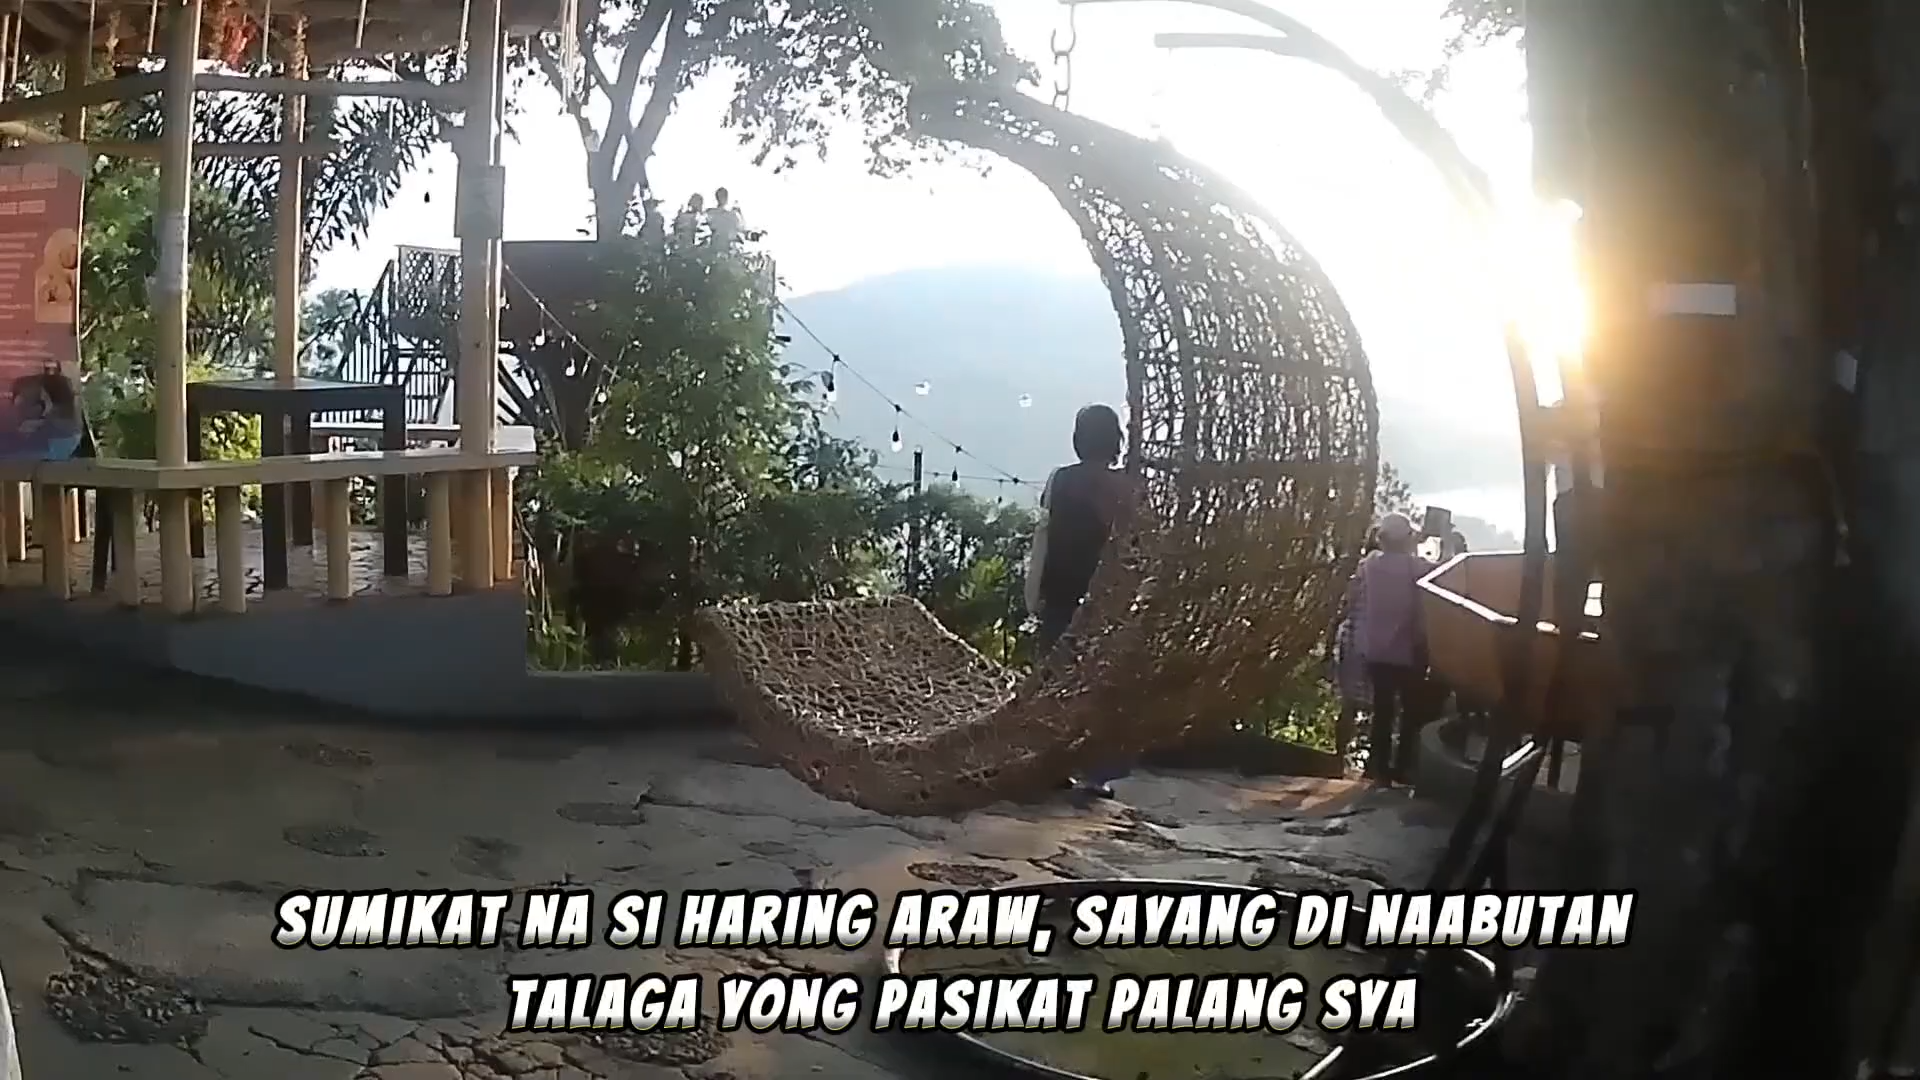 SUMIKAT NA SI HARING ARAW, SAYANG DI NAABUTAN
TALAGA YONG PASIKAT PALANG SYA